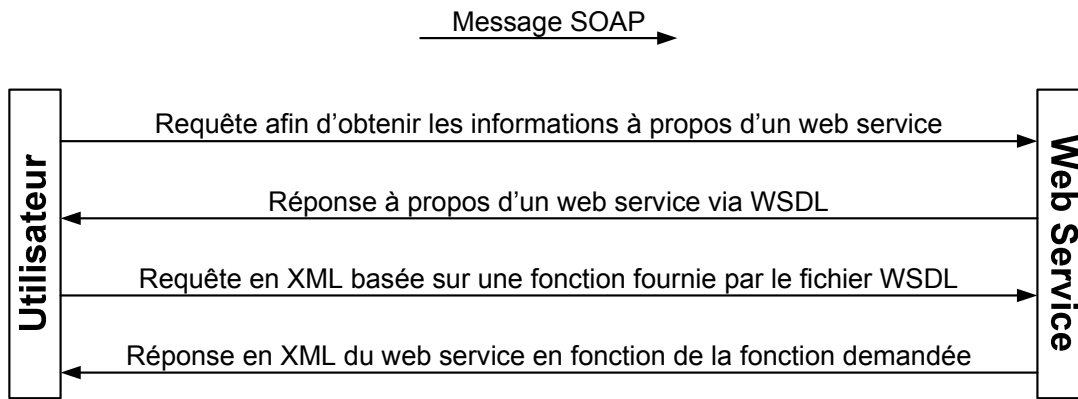 Message SOAP
Requête afin d'obtenir les informations à propos d'un web service
Réponse à propos d'un web service via WSDL
Requête en XML basée sur une fonction fournie par le fichier WSDL
Réponse en XML du web service en fonction de la fonction demandée
Utilisateur
Web Service